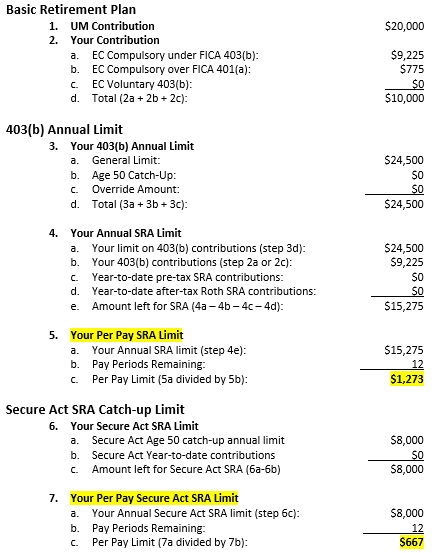 Basic Retirement Plan
1. UM Contribution $20,000
2. Your Contribution
a. EC Compulsory under FICA 403(b): $9,225
b. EC Compulsory over FICA 401(a): $775
c. EC Voluntary 403(b): $0
d. Total (2a + 2b + 2c): $10,000
403(b) Annual Limit
3. Your 403(b) Annual Limit
a. General Limit: $24,500
b. Age 50 Catch-Up: $0
c. Override Amount: $0
d. Total (3a + 3b + 3c): $24,500
4. Your Annual SRA Limit
a. Your limit on 403(b) contributions (step 3d): $24,500
b. Your 403(b) contributions (step 2a or 2c): $9,225
c. Year-to-date pre-tax SRA contributions: $0
d. Year-to-date after-tax Roth SRA contributions: $0
e. Amount left for SRA (4a – 4b – 4c – 4d): $15,275
5. Your Per Pay SRA Limit
a. Your Annual SRA limit (step 4e): $15,275
b. Pay Periods Remaining: 12
c. Per Pay Limit (5a divided by 5b): $1,273
Secure Act SRA Catch-up Limit
6. Your Secure Act SRA Limit
a. Secure Act Age 50 catch-up annual limit $8,000
b. Secure Act Year-to-date contributions $0
c. Amount left for Secure Act SRA (6a-6b) $8,000
7. Your Per Pay Secure Act SRA Limit
a. Your Annual Secure Act SRA limit (step 6c): $8,000
b. Pay Periods Remaining: 12
c. Per Pay Limit (7a divided by 7b): $667